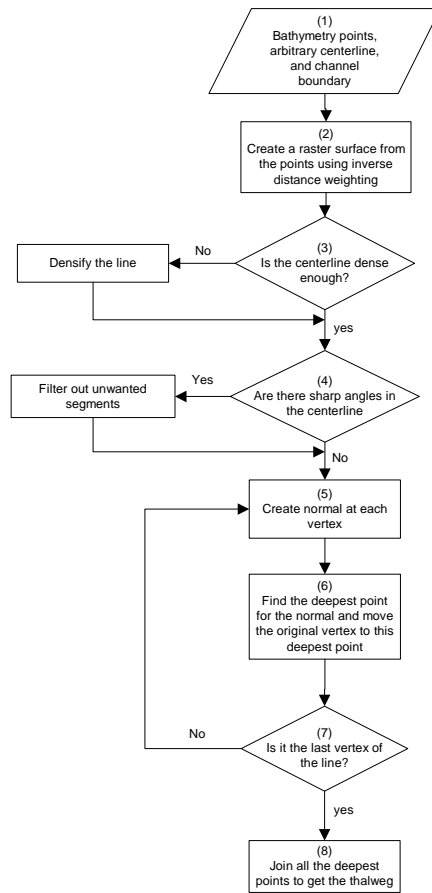 (1)
Bathymetry points,
arbitrary centerline,
and channel
boundary
(2)
Create a raster surface from
the points using inverse
distance weighting
(3)
Is the centerline dense
enough?
No
Densify the line
yes
(4)
Are there sharp angles in
the centerline
Yes
Filter out unwanted
segments
No
(5)
Create normal at each
vertex
(6)
Find the deepest point
for the normal and move
the original vertex to this
deepest point
(7)
Is it the last vertex of
the line?
No
yes
(8)
Join all the deepest
points to get the thalweg